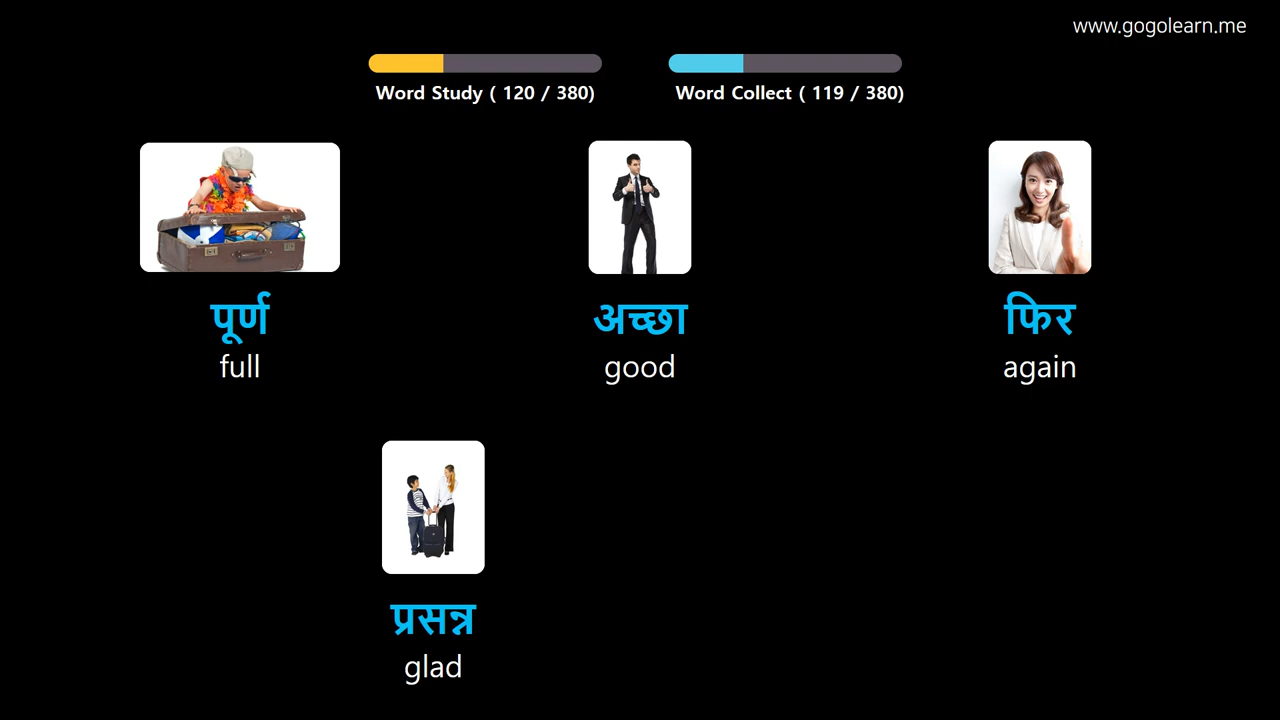 www.gogolearn.me
Word Study ( 120 / 380)
Word Collect ( 119 / 380)
पूर्ण
full
अच्छा
good
फिर
again
प्रसन्न
glad